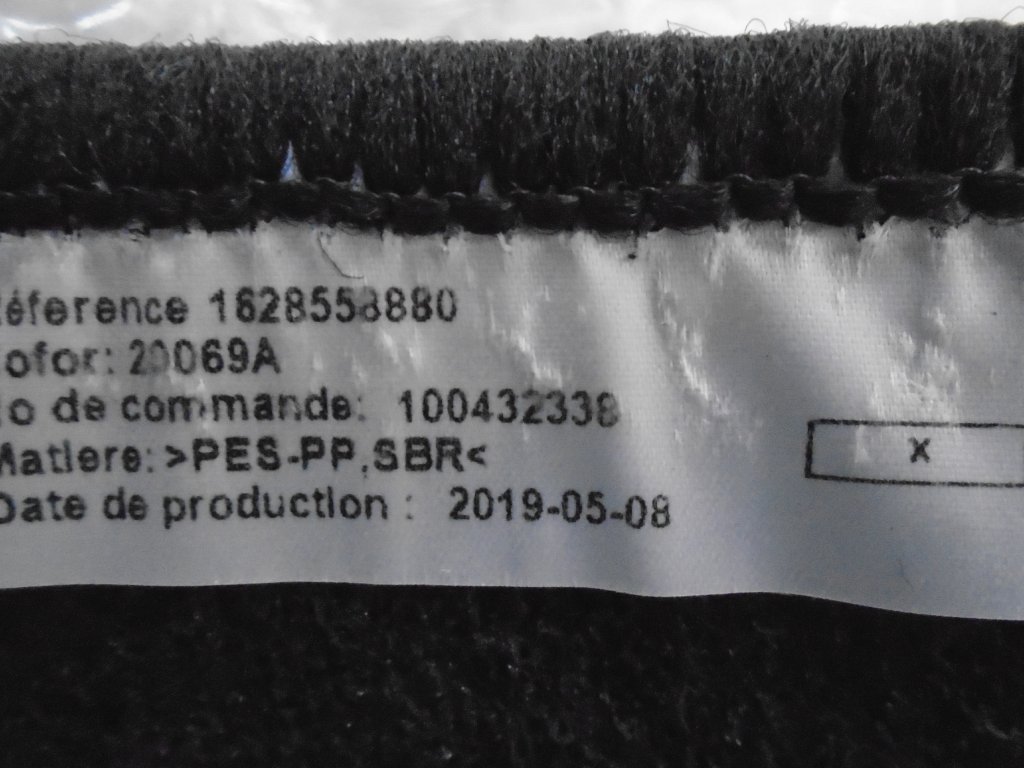 éference 1628558880
ofor: 20069A
o de commande: 100432338
Matiere: >PES-PP,SBR<
X
Date de production : 2019-05-08